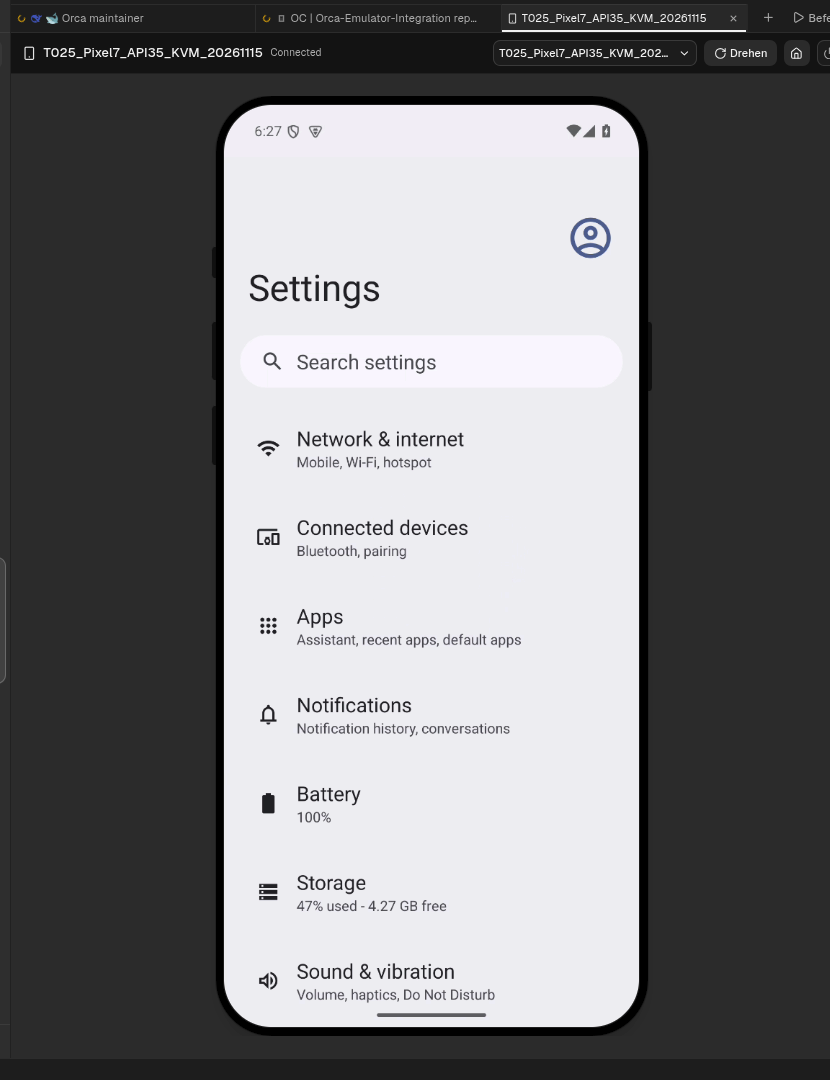 Orca maintainer
OC | Orca-Emulator-Integration rep...
T025_Pixel7_API35_KVM_20261115
Befe
T025_Pixel7_API35_KVM_20261115 Connected
T025_Pixel7_API35_KVM_202...
Drehen
6:27
Settings
Search settings
Network & internet
Mobile, Wi-Fi, hotspot
Connected devices
Bluetooth, pairing
Apps
Assistant, recent apps, default apps
Notifications
Notification history, conversations
Battery
100%
Storage
47% used - 4.27 GB free
Sound & vibration
Volume, haptics, Do Not Disturb